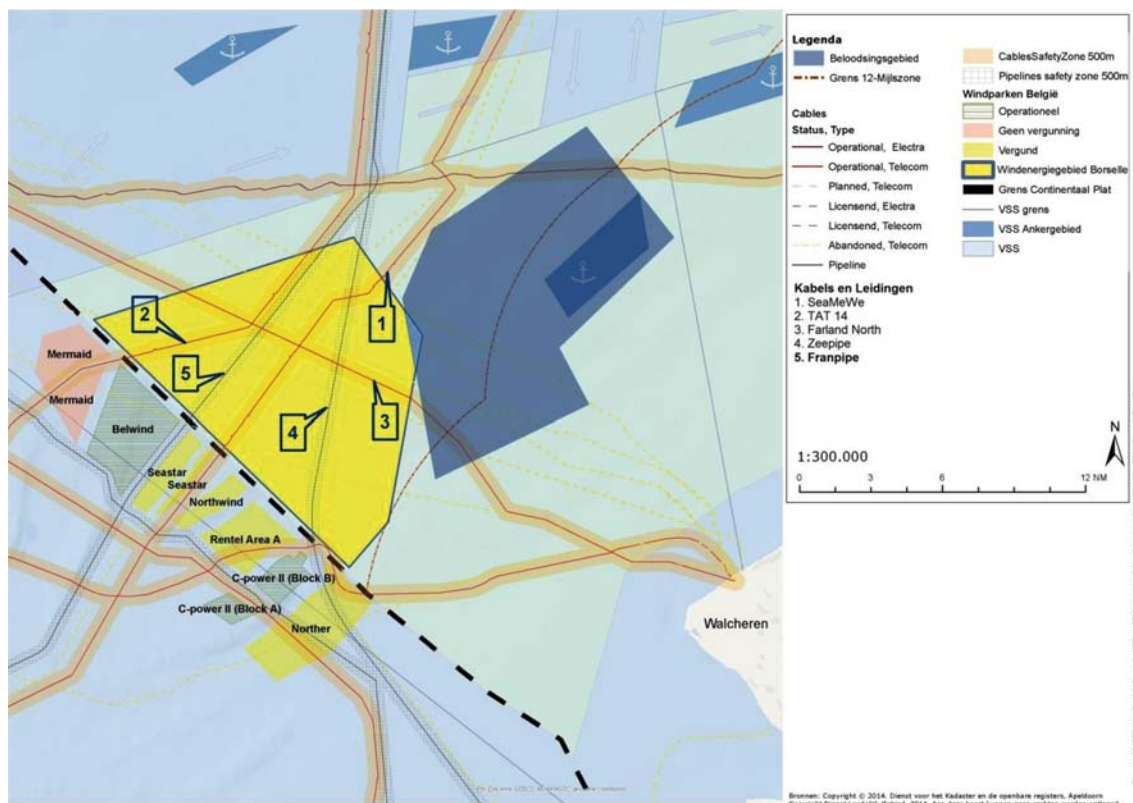 Mermaid
Mermaid
Belwind
Seastar
Seastar
Northwind
Rentel Area A
C-power II (Block B)
C-power II (Block A)
Norther
Walcheren
2
1
5
4
3
Legenda
Beloodsingsgebied
Grens 12-Mijlszone
Cables
Status, Type
Operational, Electra
Operational, Telecom
Planned, Telecom
Licensend, Electra
Licensend, Telecom
Abandoned, Telecom
Pipeline
CablesSafetyZone 500m
Pipelines safety zone 500m
Windparken België
Operationeel
Geen vergunning
Vergund
Windenergiegebied Borselle
Grens Continentaal Plat
VSS grens
VSS Ankergebied
VSS
Kabels en Leidingen
1. SeaMeWe
2. TAT 14
3. Farland North
4. Zeepipe
5. Franpipe
N
1:300.000
0 3 6 12 NM
Bronnen: Copyright © 2014, Dienst voor het Kadaster en de openbare registers, Apeldoorn